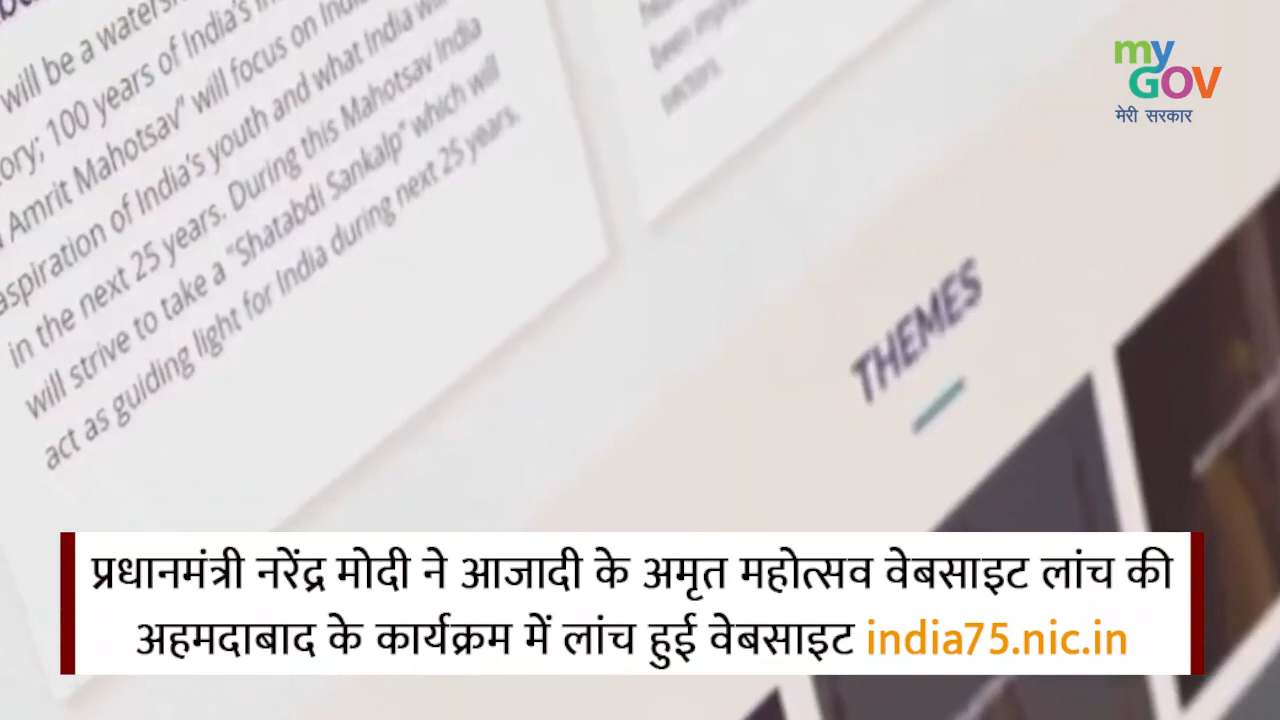 will be a
ory; 100 years of India's
Amrit Mahotsav" will focus on
aspiration of India's youth and what India
in the next 25 years. During this Mahotsav India
will strive to take a "Shatabdi Sankalp" which will
act as guiding light for India during next 25 years.
my
GOV
मेरी सरकार
THEMES
प्रधानमंत्री नरेंद्र मोदी ने आजादी के अमृत महोत्सव वेबसाइट लांच की
अहमदाबाद के कार्यक्रम में लांच हुई वेबसाइट india75.nic.in